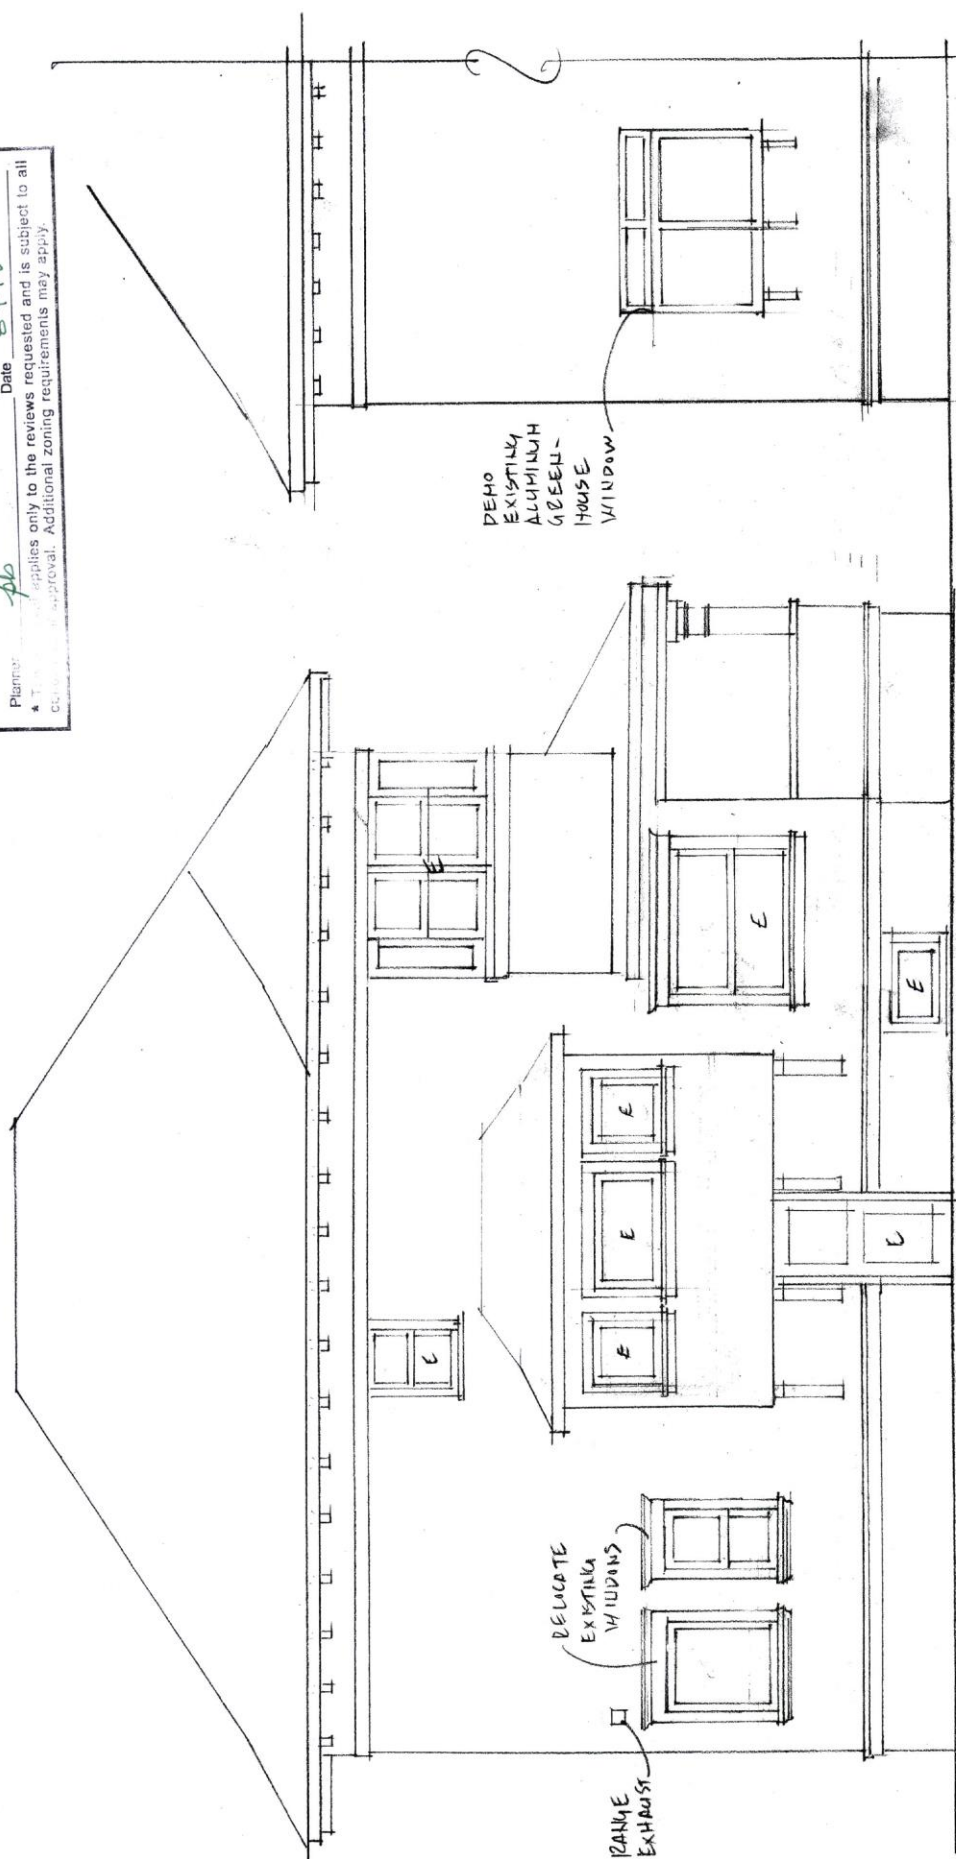 Planner pb Date
* T applies only to the reviews requested and is subject to all
approval. Additional zoning requirements may apply.
DEMO
EXISTING
ALUMINUM
GREEN-
HOUSE
WINDOW
E
E
E
E
E
E
E
E
RELOCATE
EXISTING
WINDOWS
RANGE
EXHAUST